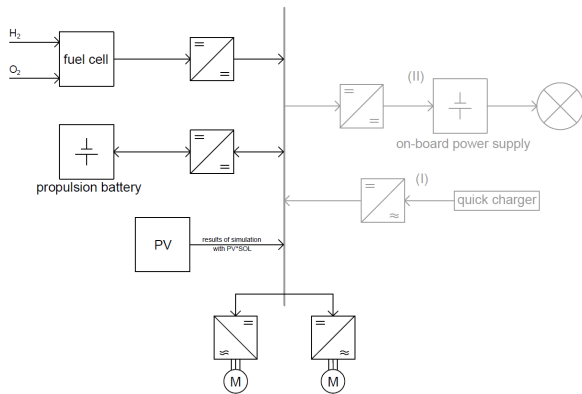 H2
O2
fuel cell
propulsion battery
PV
results of simulation
with PV*SOL
(II)
on-board power supply
(I)
quick charger
M
M